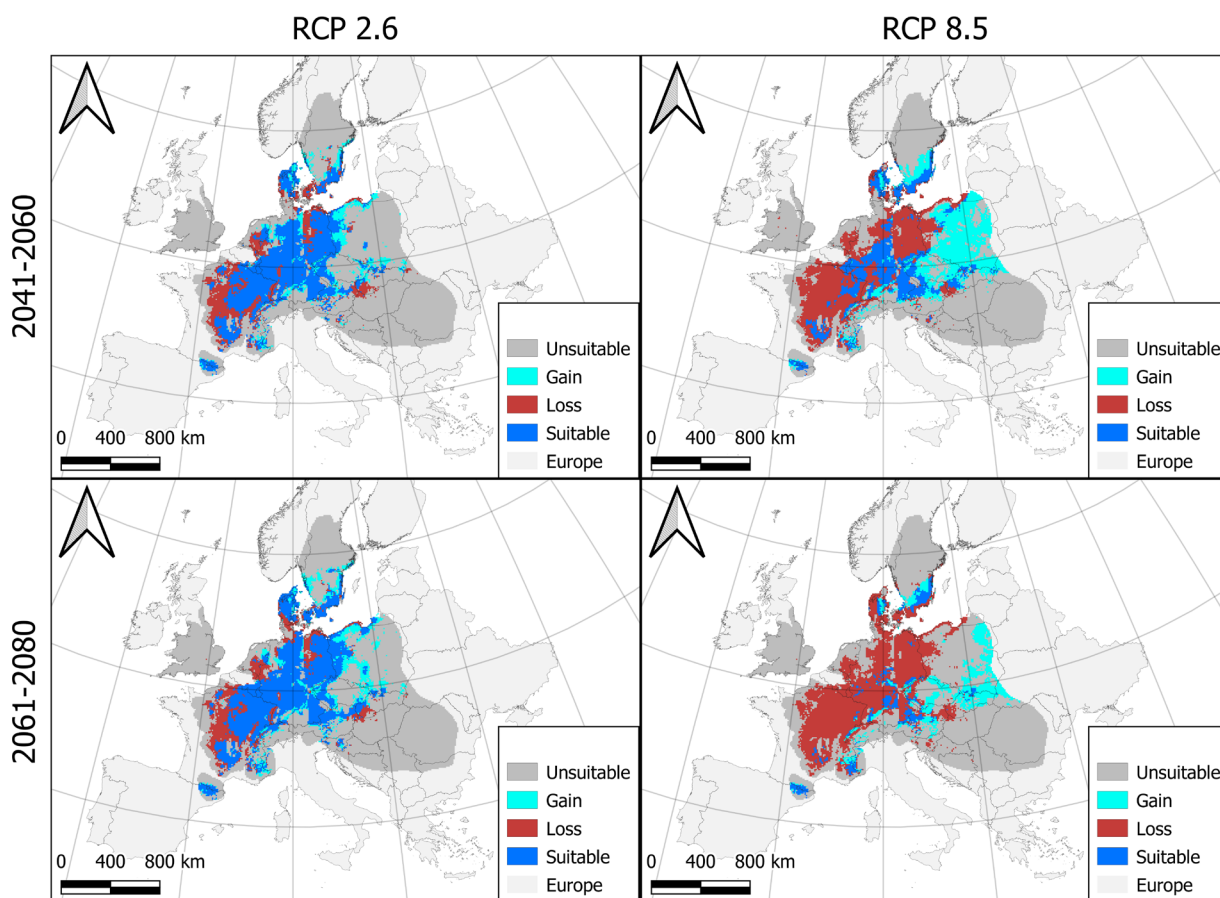 RCP 2.6
RCP 8.5
2041-2060
Unsuitable
Gain
Loss
Suitable
Europe
0 400 800 km
Unsuitable
Gain
Loss
Suitable
Europe
0 400 800 km
2061-2080
Unsuitable
Gain
Loss
Suitable
Europe
0 400 800 km
Unsuitable
Gain
Loss
Suitable
Europe
0 400 800 km